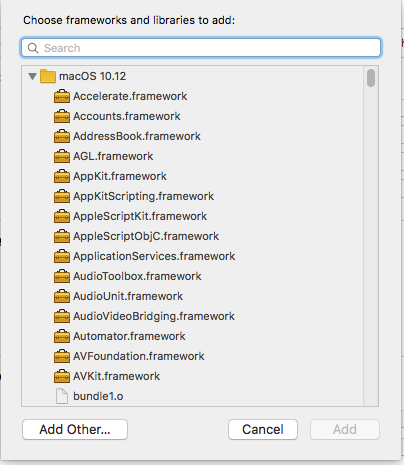 Choose frameworks and libraries to add:
Search
macOS 10.12
Accelerate.framework
Accounts.framework
AddressBook.framework
AGL.framework
AppKit.framework
AppKitScripting.framework
AppleScriptKit.framework
AppleScriptObjC.framework
ApplicationServices.framework
AudioToolbox.framework
AudioUnit.framework
AudioVideoBridging.framework
Automator.framework
AVFoundation.framework
AVKit.framework
bundle1.o
Add Other... Cancel Add